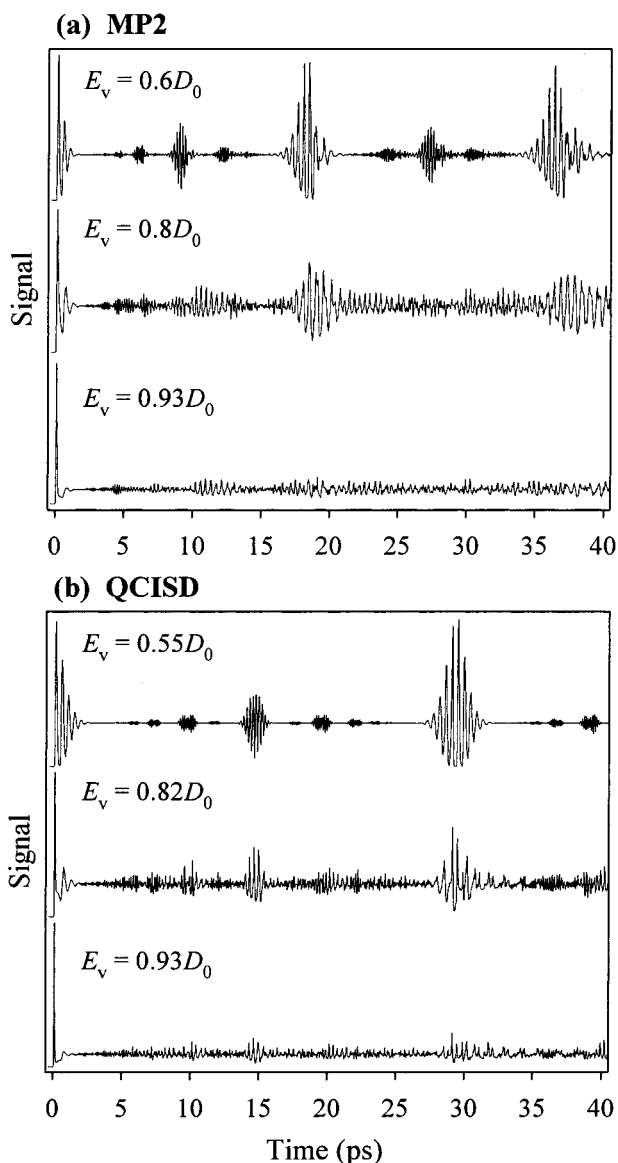 (a) MP2
E_v = 0.6D_0
E_v = 0.8D_0
E_v = 0.93D_0
Signal
0 5 10 15 20 25 30 35 40
(b) QCISD
E_v = 0.55D_0
E_v = 0.82D_0
E_v = 0.93D_0
Signal
0 5 10 15 20 25 30 35 40
Time (ps)